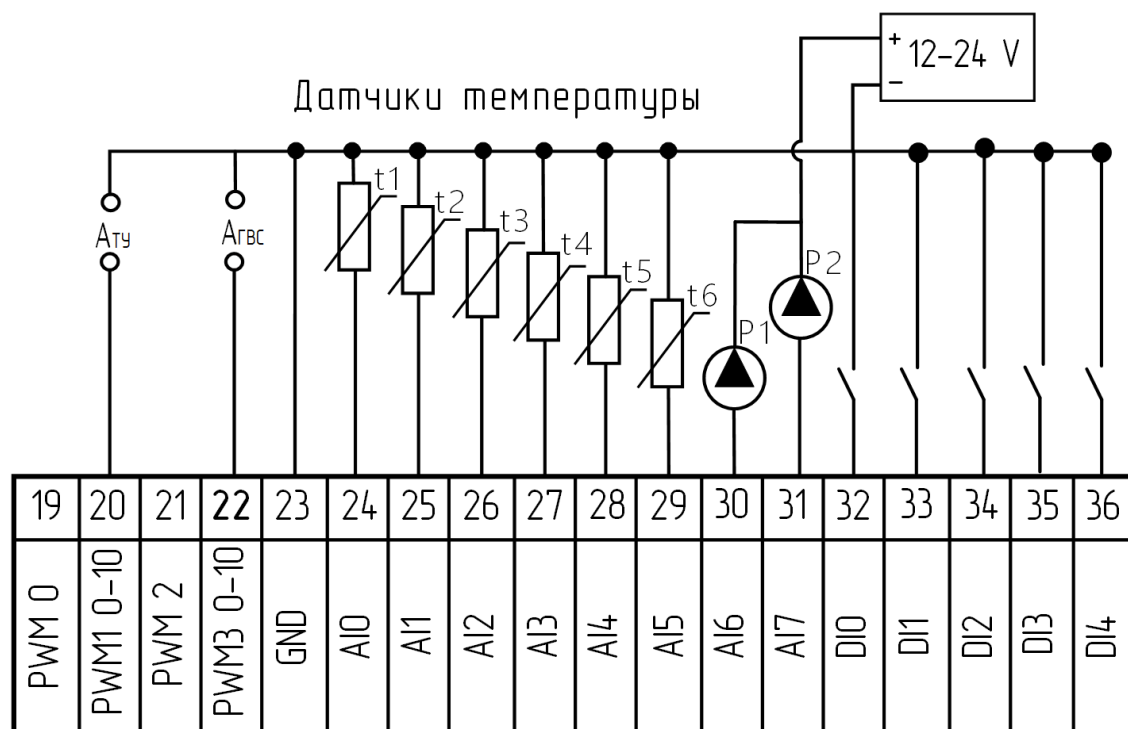 +
12-24 V
-
Датчики температуры
t1
t2
t3
t4
t5
t6
Aту
Aгвс
P2
P1
19 20 21 22 23 24 25 26 27 28 29 30 31 32 33 34 35 36
PWM 0
PWM1 0-10
PWM 2
PWM3 0-10
GND
AI0
AI1
AI2
AI3
AI4
AI5
AI6
AI7
DI0
DI1
DI2
DI3
DI4